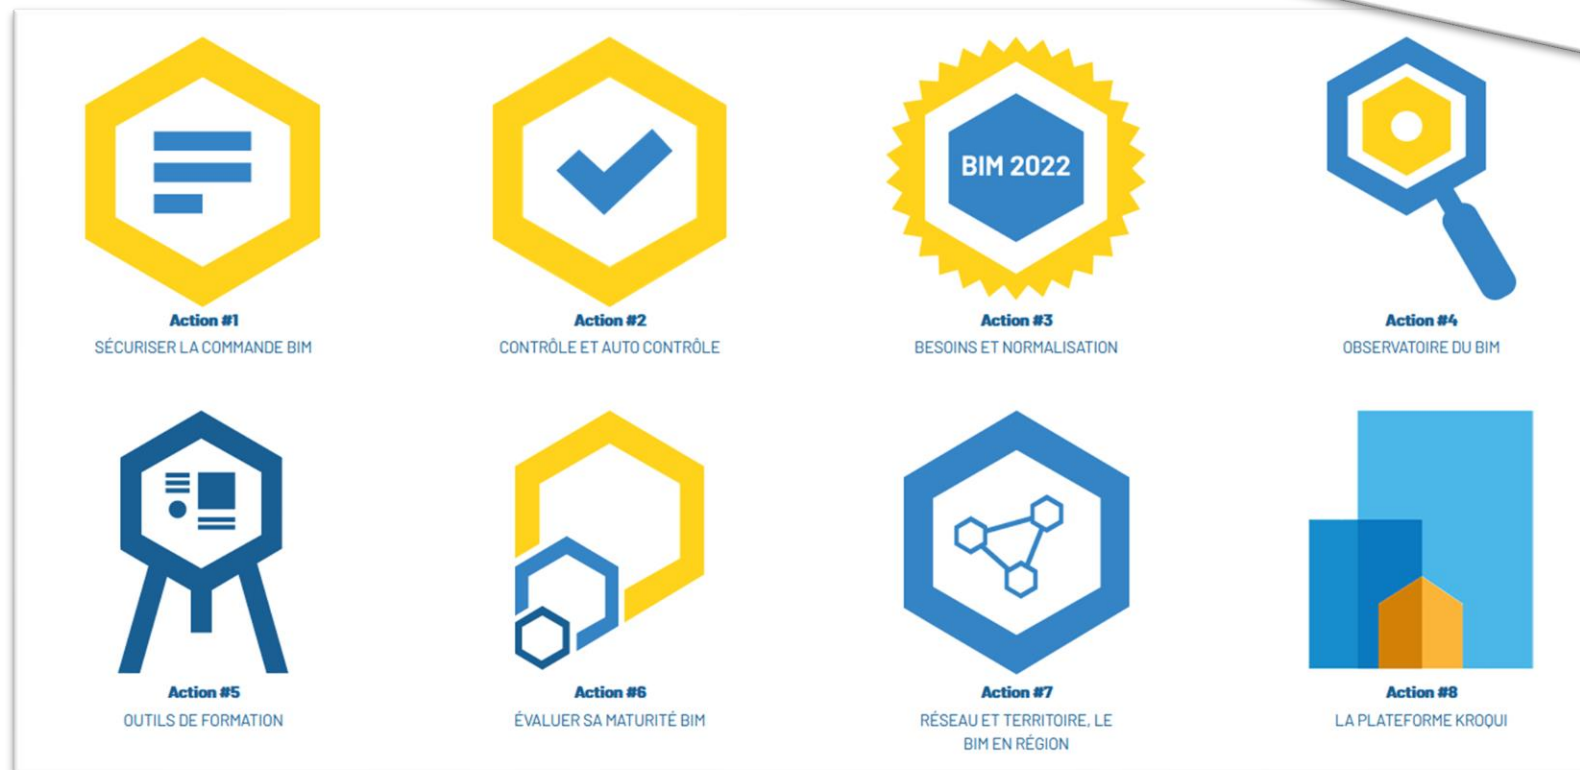 BIM 2022
Action #1
SÉCURISER LA COMMANDE BIM
Action #2
CONTRÔLE ET AUTO CONTRÔLE
Action #3
BESOINS ET NORMALISATION
Action #4
OBSERVATOIRE DU BIM
Action #5
OUTILS DE FORMATION
Action #6
ÉVALUER SA MATURITÉ BIM
Action #7
RÉSEAU ET TERRITOIRE, LE
BIM EN RÉGION
Action #8
LA PLATEFORME KROQUI